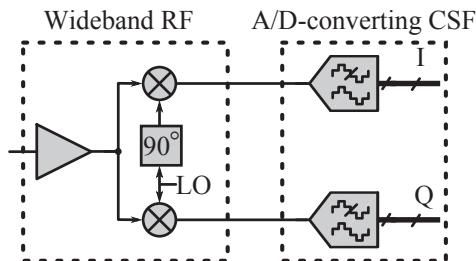 Wideband RF
A/D-converting CSF
I
90°
LO
Q